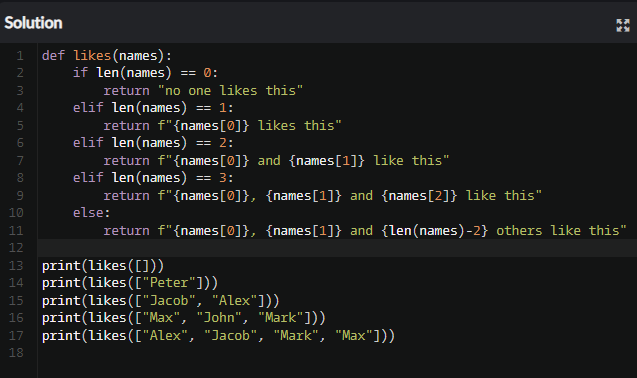 Solution
1 def likes(names):
2     if len(names) == 0:
3         return "no one likes this"
4     elif len(names) == 1:
5         return f"{names[0]} likes this"
6     elif len(names) == 2:
7         return f"{names[0]} and {names[1]} like this"
8     elif len(names) == 3:
9         return f"{names[0]}, {names[1]} and {names[2]} like this"
10     else:
11         return f"{names[0]}, {names[1]} and {len(names)-2} others like this"
12
13 print(likes([]))
14 print(likes(["Peter"]))
15 print(likes(["Jacob", "Alex"]))
16 print(likes(["Max", "John", "Mark"]))
17 print(likes(["Alex", "Jacob", "Mark", "Max"]))
18